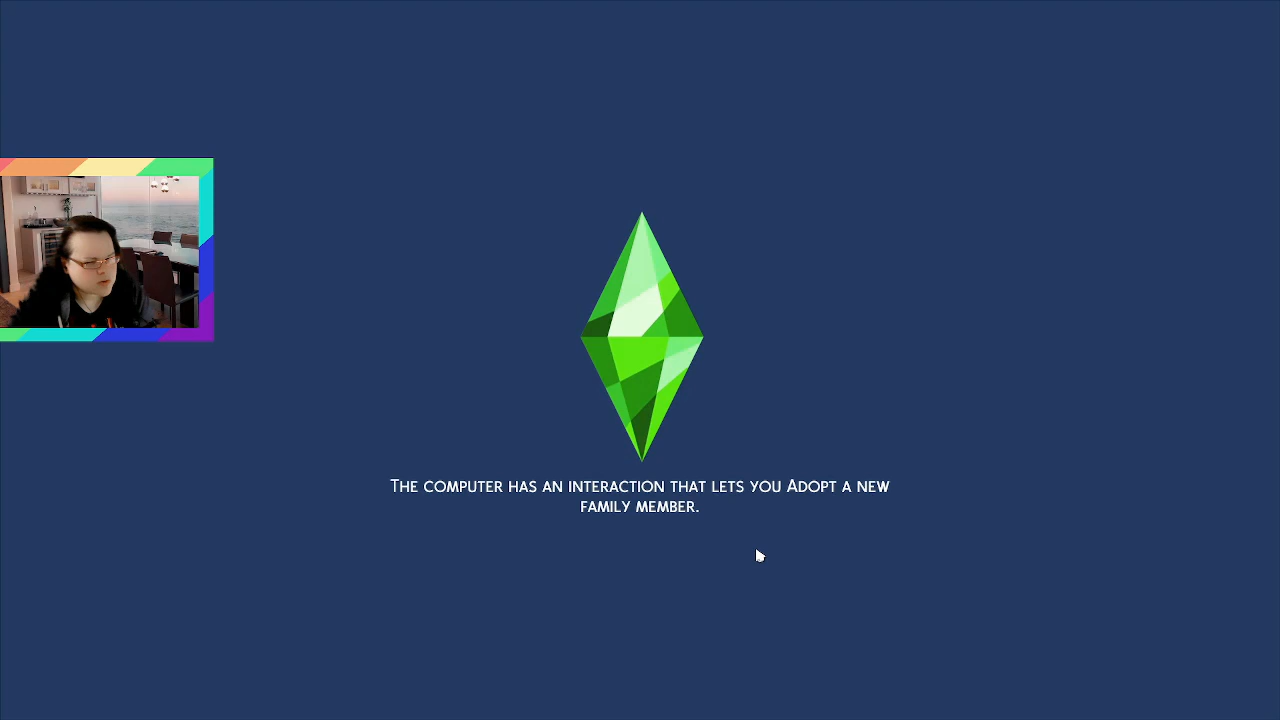 The computer has an interaction that lets you Adopt a new
family member.